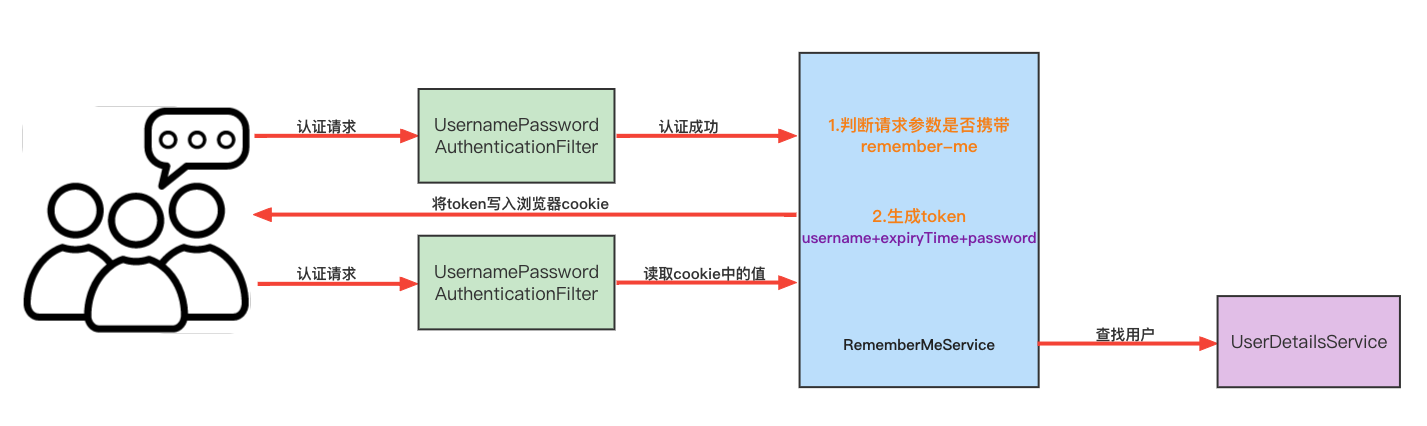 认证请求
UsernamePassword
AuthenticationFilter
认证成功
1.判断请求参数是否携带
remember-me
将token写入浏览器cookie
2.生成token
username+expiryTime+password
认证请求
UsernamePassword
AuthenticationFilter
读取cookie中的值
RememberMeService
查找用户
UserDetailsService